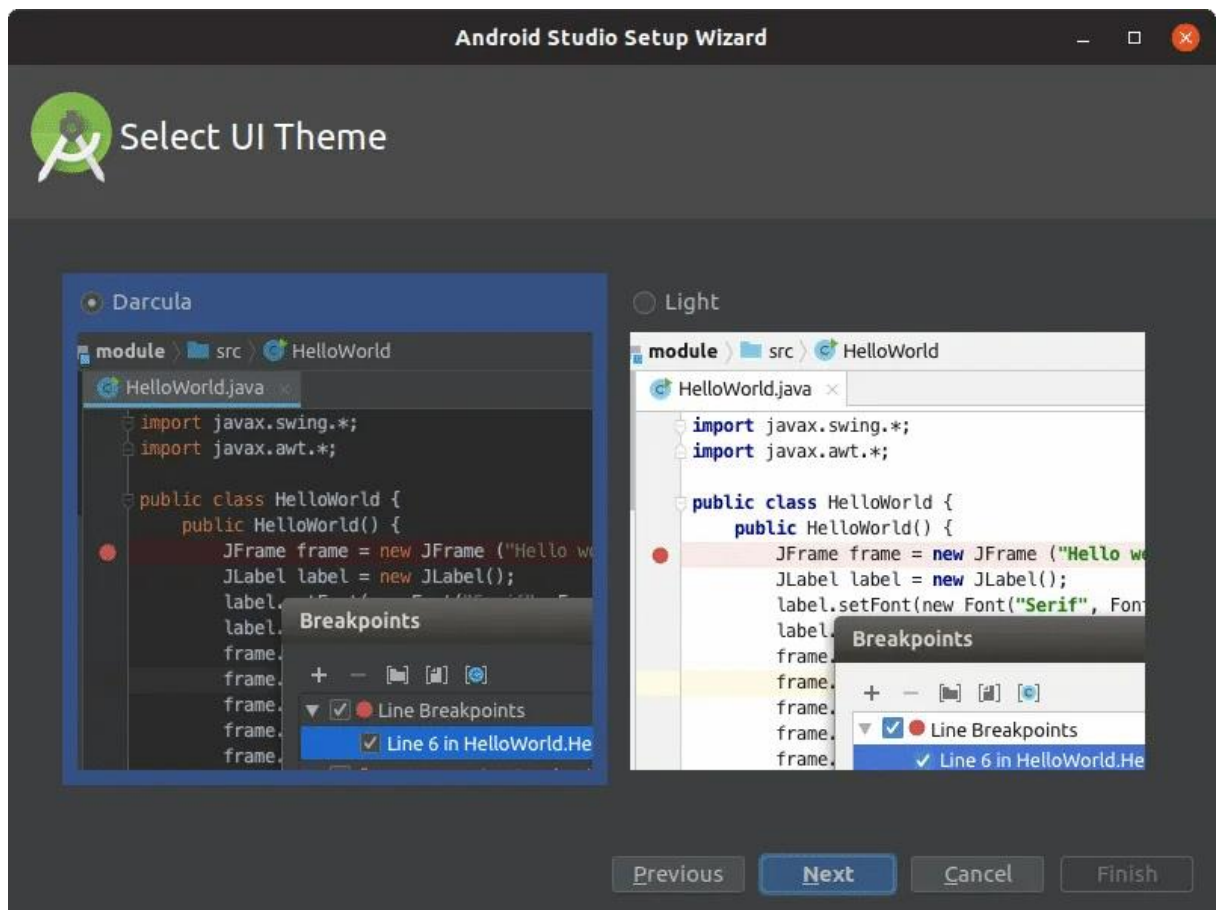 Android Studio Setup Wizard
Select UI Theme
Darcula
module src HelloWorld
HelloWorld.java
import javax.swing.*;
import javax.awt.*;
public class HelloWorld {
public HelloWorld() {
JFrame frame = new JFrame ("Hello wo
JLabel label = new JLabel();
label.
label.
frame.
frame.
frame.
frame.
frame.
Breakpoints
Line Breakpoints
Line 6 in HelloWorld.He
Light
module src HelloWorld
HelloWorld.java
import javax.swing.*;
import javax.awt.*;
public class HelloWorld {
public HelloWorld() {
JFrame frame = new JFrame ("Hello wo
JLabel label = new JLabel();
label.setFont(new Font("Serif", Fon
label.
frame.
frame.
frame.
frame.
frame.
Breakpoints
Line Breakpoints
Line 6 in HelloWorld.He
Previous Next Cancel Finish